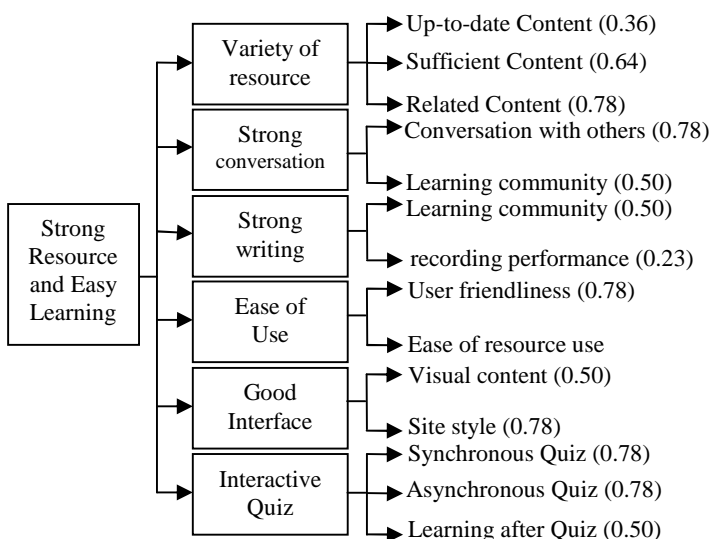 Strong
Resource
and Easy
Learning
Variety of
resource
Up-to-date Content (0.36)
Sufficient Content (0.64)
Related Content (0.78)
Strong
conversation
Conversation with others (0.78)
Learning community (0.50)
Strong
writing
Learning community (0.50)
recording performance (0.23)
Ease of
Use
User friendliness (0.78)
Ease of resource use
Good
Interface
Visual content (0.50)
Site style (0.78)
Interactive
Quiz
Synchronous Quiz (0.78)
Asynchronous Quiz (0.78)
Learning after Quiz (0.50)